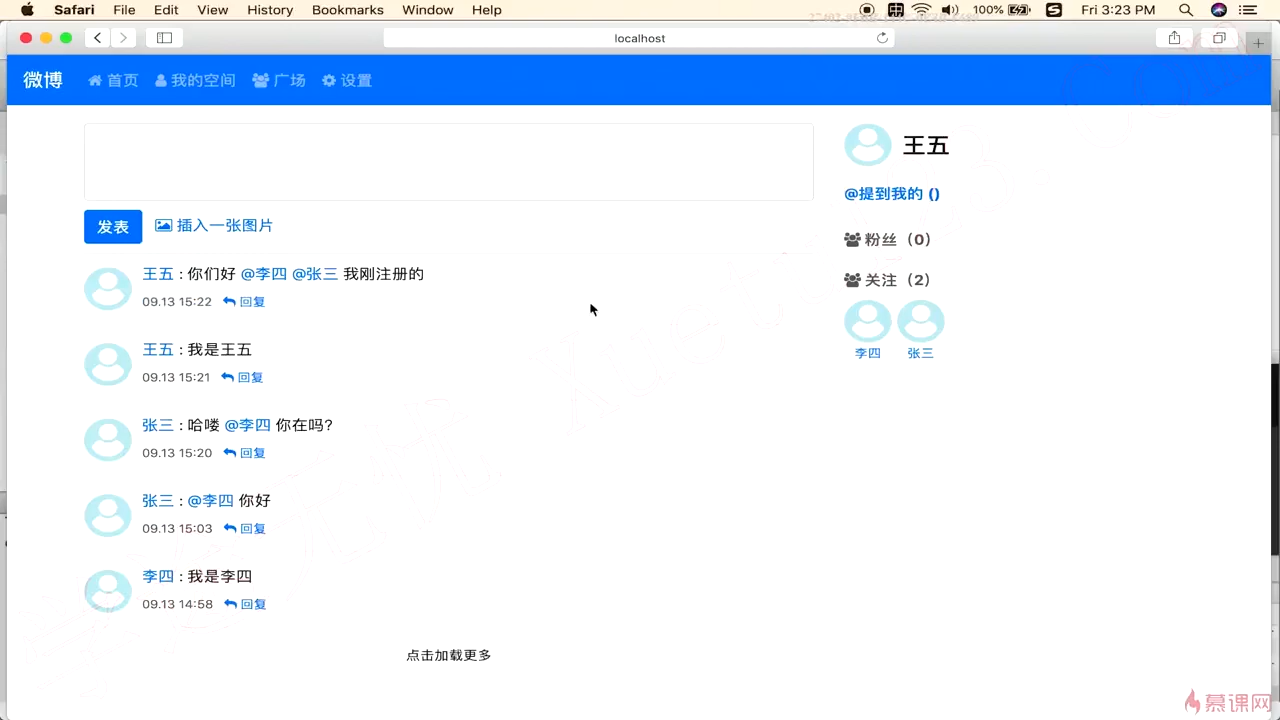 Safari File Edit View History Bookmarks Window Help 100% Fri 3:23 PM
localhost
微博 首页 我的空间 广场 设置
发表 插入一张图片
王五 : 你们好 @李四 @张三 我刚注册的
09.13 15:22 回复
王五 : 我是王五
09.13 15:21 回复
张三 : 哈喽 @李四 你在吗?
09.13 15:20 回复
张三 : @李四 你好
09.13 15:03 回复
李四 : 我是李四
09.13 14:58 回复
点击加载更多
王五
@提到我的 ()
粉丝（0）
关注（2）
李四 张三
慕课网